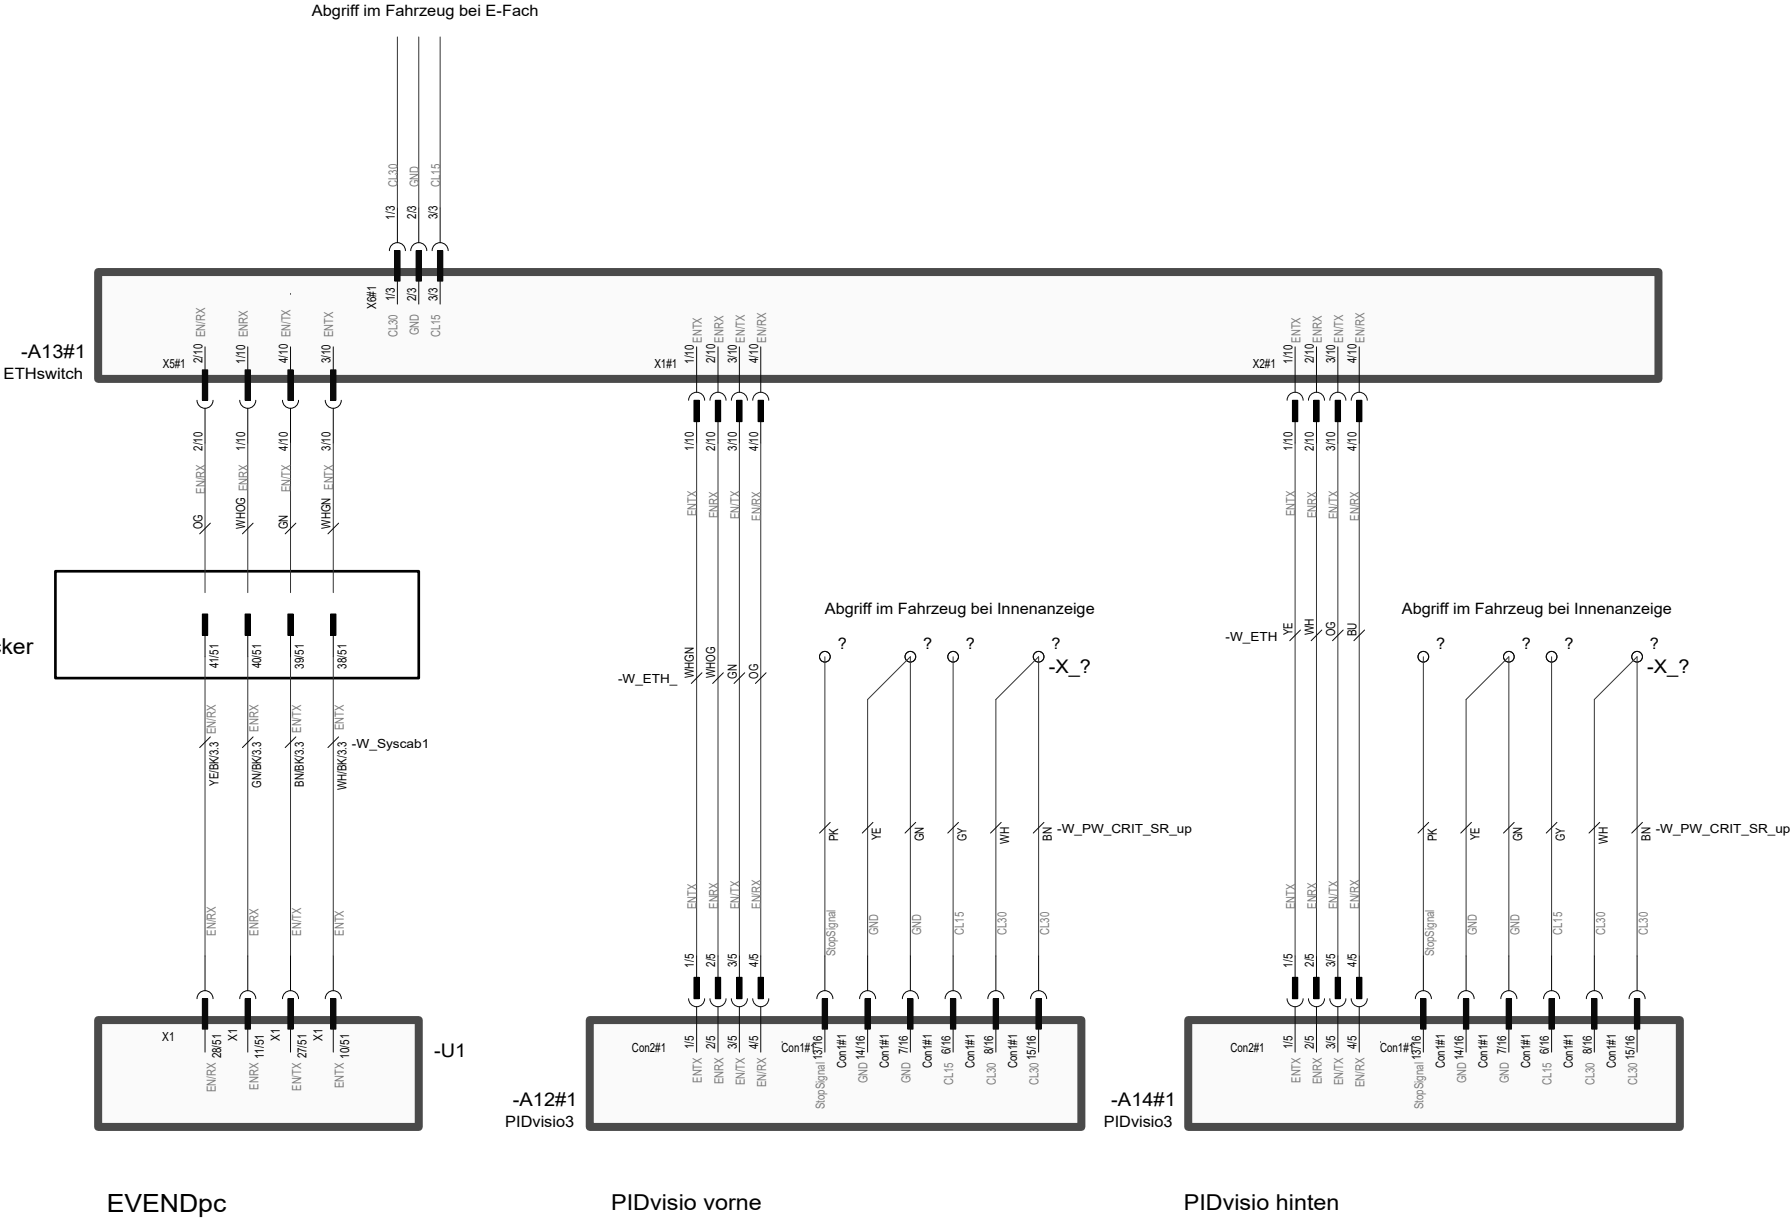 Abgriff im Fahrzeug bei E-Fach
CL30 GND CL15
1/3 2/3 3/3
X6#1 1/3 2/3 3/3
CL30 GND CL15
-A13#1
ETHswitch
EN/RX ENRX EN/TX ENTX
X5#1 2/10 1/10 4/10 3/10
2/10 1/10 4/10 3/10
EN/RX ENRX EN/TX ENTX
OG WHOG GN WHGN
ENTX ENRX EN/TX EN/RX
X1#1 1/10 2/10 3/10 4/10
1/10 2/10 3/10 4/10
ENTX ENRX EN/TX EN/RX
ENTX ENRX EN/TX EN/RX
X2#1 1/10 2/10 3/10 4/10
1/10 2/10 3/10 4/10
ENTX ENRX EN/TX EN/RX
cker
41/51 40/51 39/51 38/51
EN/RX ENRX EN/TX ENTX
YE/BK/3.3 GN/BK/3.3 BN/BK/3.3 WH/BK/3.3
-W_Syscab1
EN/RX ENRX EN/TX ENTX
X1 28/51 X1 11/51 X1 27/51 X1 10/51
EN/RX ENRX EN/TX ENTX
-U1
EVENDpc
-W_ETH_
WHGN WHOG GN OG
Abgriff im Fahrzeug bei Innenanzeige
? ? ? ?
-X_?
PK YE GN GY WH BN
-W_PW_CRIT_SR_up
ENTX ENRX EN/TX EN/RX
StopSignal GND GND CL15 CL30 CL30
1/5 2/5 3/5 4/5
Con2#1 1/5 2/5 3/5 4/5
ENTX ENRX EN/TX EN/RX
Con1#1 13/16 Con1#1 14/16 Con1#1 7/16 Con1#1 6/16 Con1#1 8/16 Con1#1 15/16
StopSignal GND GND CL15 CL30 CL30
-A12#1
PIDvisio3
PIDvisio vorne
-W_ETH
YE WH OG BU
Abgriff im Fahrzeug bei Innenanzeige
? ? ? ?
-X_?
PK YE GN GY WH BN
-W_PW_CRIT_SR_up
ENTX ENRX EN/TX EN/RX
StopSignal GND GND CL15 CL30 CL30
1/5 2/5 3/5 4/5
Con2#1 1/5 2/5 3/5 4/5
ENTX ENRX EN/TX EN/RX
Con1#1 13/16 Con1#1 14/16 Con1#1 7/16 Con1#1 6/16 Con1#1 8/16 Con1#1 15/16
StopSignal GND GND CL15 CL30 CL30
-A14#1
PIDvisio3
PIDvisio hinten